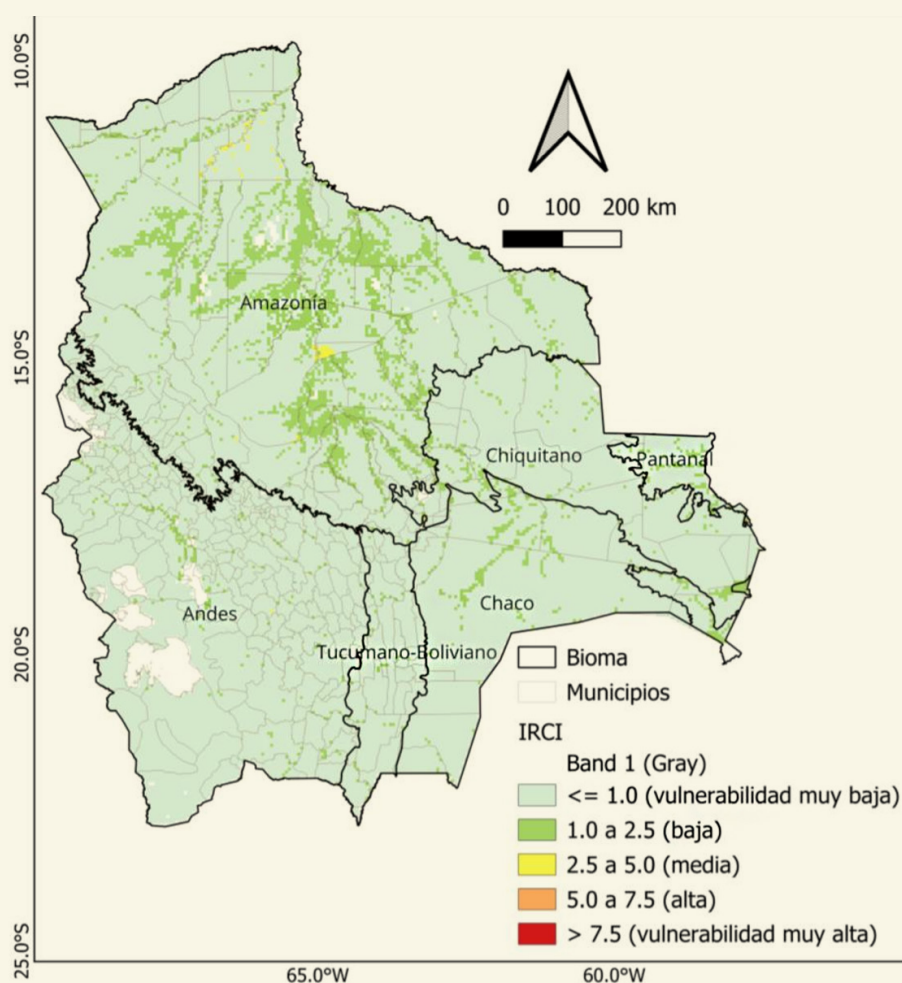 10.0°S
15.0°S
20.0°S
25.0°S
0 100 200 km
Amazonía
Chiquitano
Pantanal
Andes
Chaco
Tucumano-Boliviano
Bioma
Municipios
IRCI
Band 1 (Gray)
<= 1.0 (vulnerabilidad muy baja)
1.0 a 2.5 (baja)
2.5 a 5.0 (media)
5.0 a 7.5 (alta)
> 7.5 (vulnerabilidad muy alta)
65.0°W 60.0°W